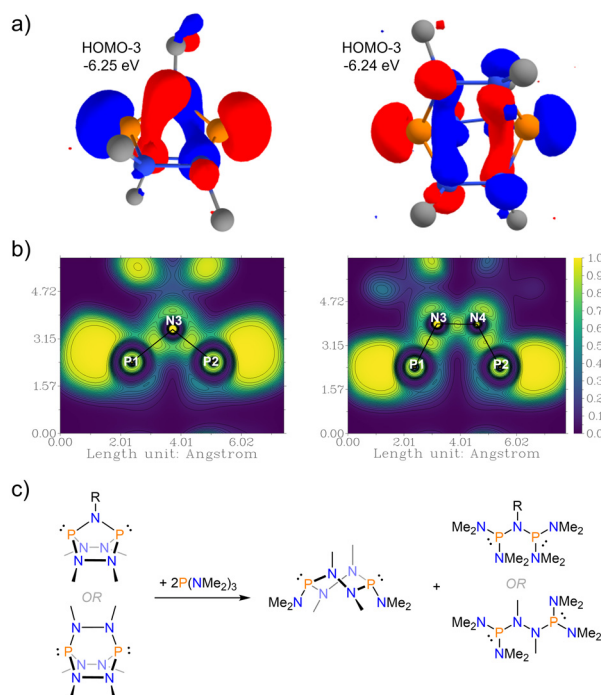 a)
HOMO-3
-6.25 eV
HOMO-3
-6.24 eV
b)
4.72
3.15
1.57
0.00
0.00 2.01 4.01 6.02
Length unit: Angstrom
N3
P1 P2
4.72
3.15
1.57
0.00
0.00 2.01 4.01 6.02
Length unit: Angstrom
N3 N4
P1 P2
1.0
0.9
0.8
0.7
0.6
0.5
0.4
0.3
0.2
0.1
0
c)
R
N
:P P:
N N
N N
OR
N N
:P P:
N N
N N
+ 2P(NMe2)3
N N
:P P:
Me2N N N NMe2
+
R
Me2N N NMe2
P P
NMe2 NMe2
OR
NMe2
Me2N N P
P N NMe2
NMe2